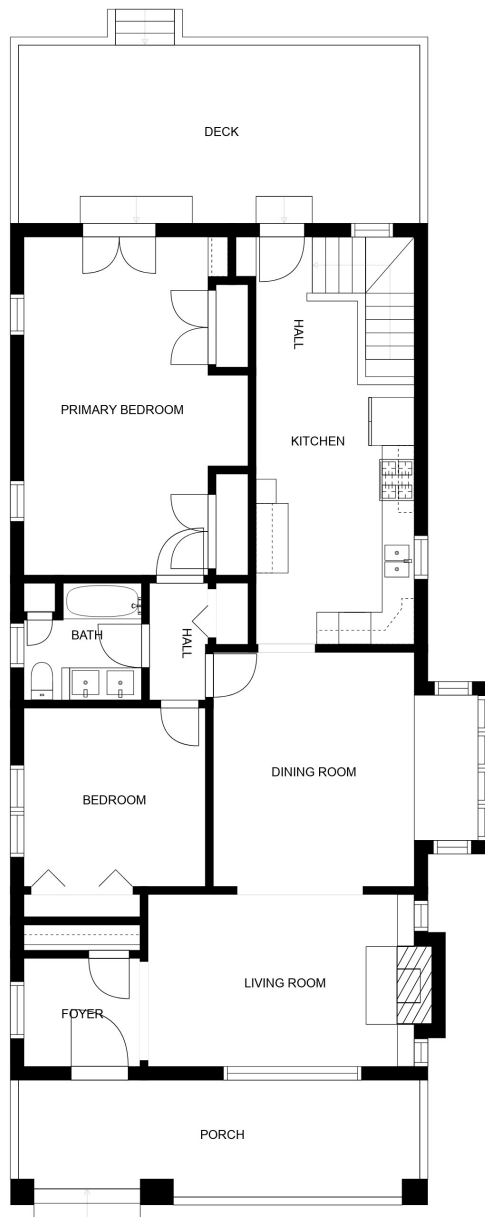 DECK
HALL
PRIMARY BEDROOM
KITCHEN
BATH
HALL
DINING ROOM
BEDROOM
LIVING ROOM
FOYER
PORCH